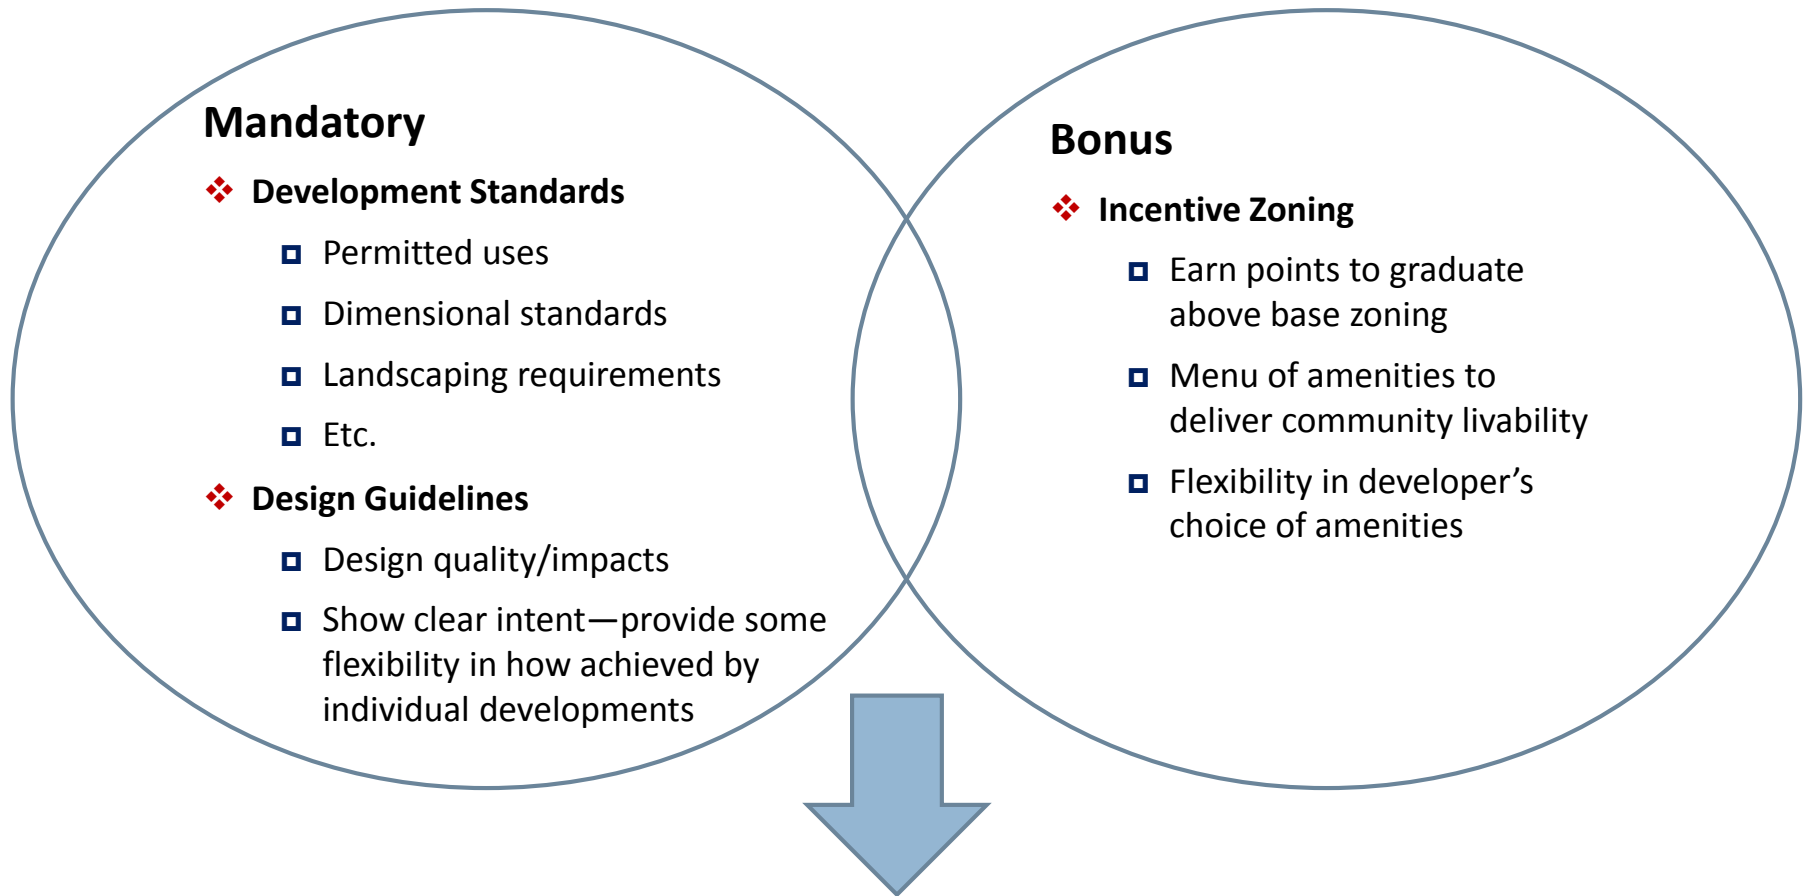 Mandatory
Development Standards
Permitted uses
Dimensional standards
Landscaping requirements
Etc.
Design Guidelines
Design quality/impacts
Show clear intent—provide some
flexibility in how achieved by
individual developments
Bonus
Incentive Zoning
Earn points to graduate
above base zoning
Menu of amenities to
deliver community livability
Flexibility in developer’s
choice of amenities